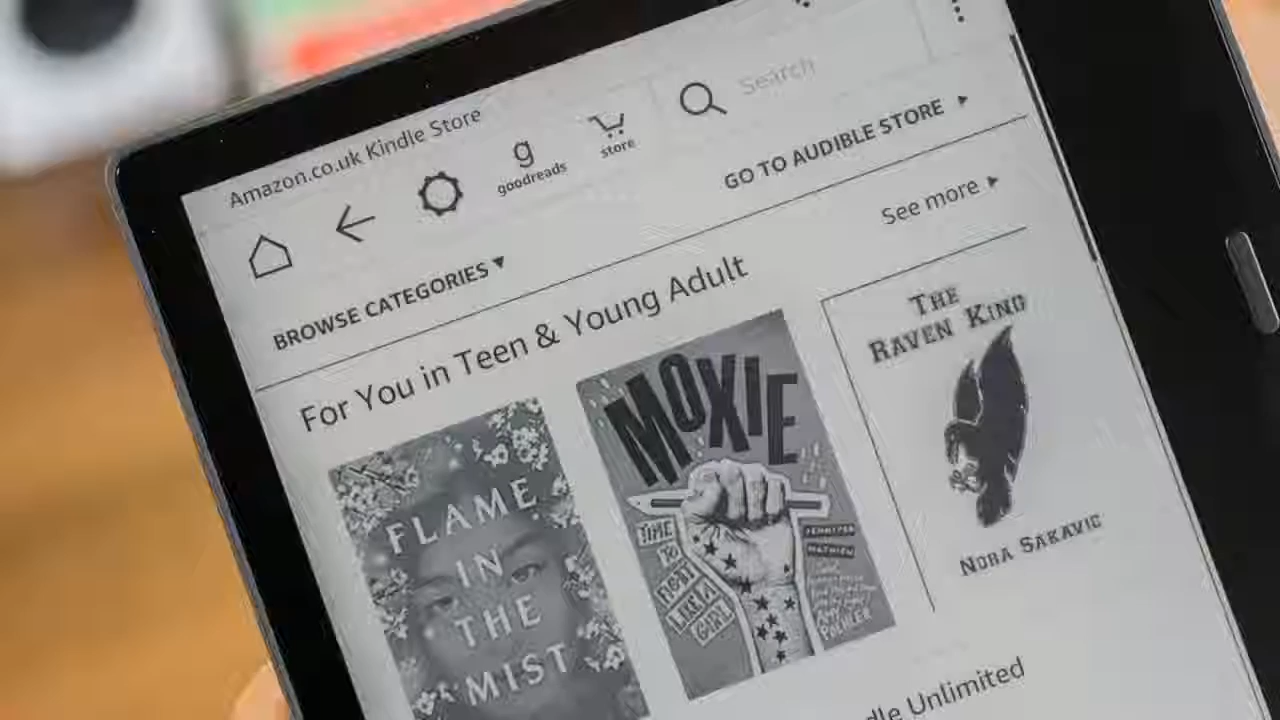 Amazon.co.uk Kindle Store
g
goodreads
store
Search
BROWSE CATEGORIES
GO TO AUDIBLE STORE
For You in Teen & Young Adult
See more
FLAME
IN
THE
MIST
MOXIE
TIME
TO
FIGHT
LIKE A
GIRL
JENNIFER
MATHIEU
AMY
POEHLER
THE
RAVEN KING
NORA SAKAVIC
Unlimited